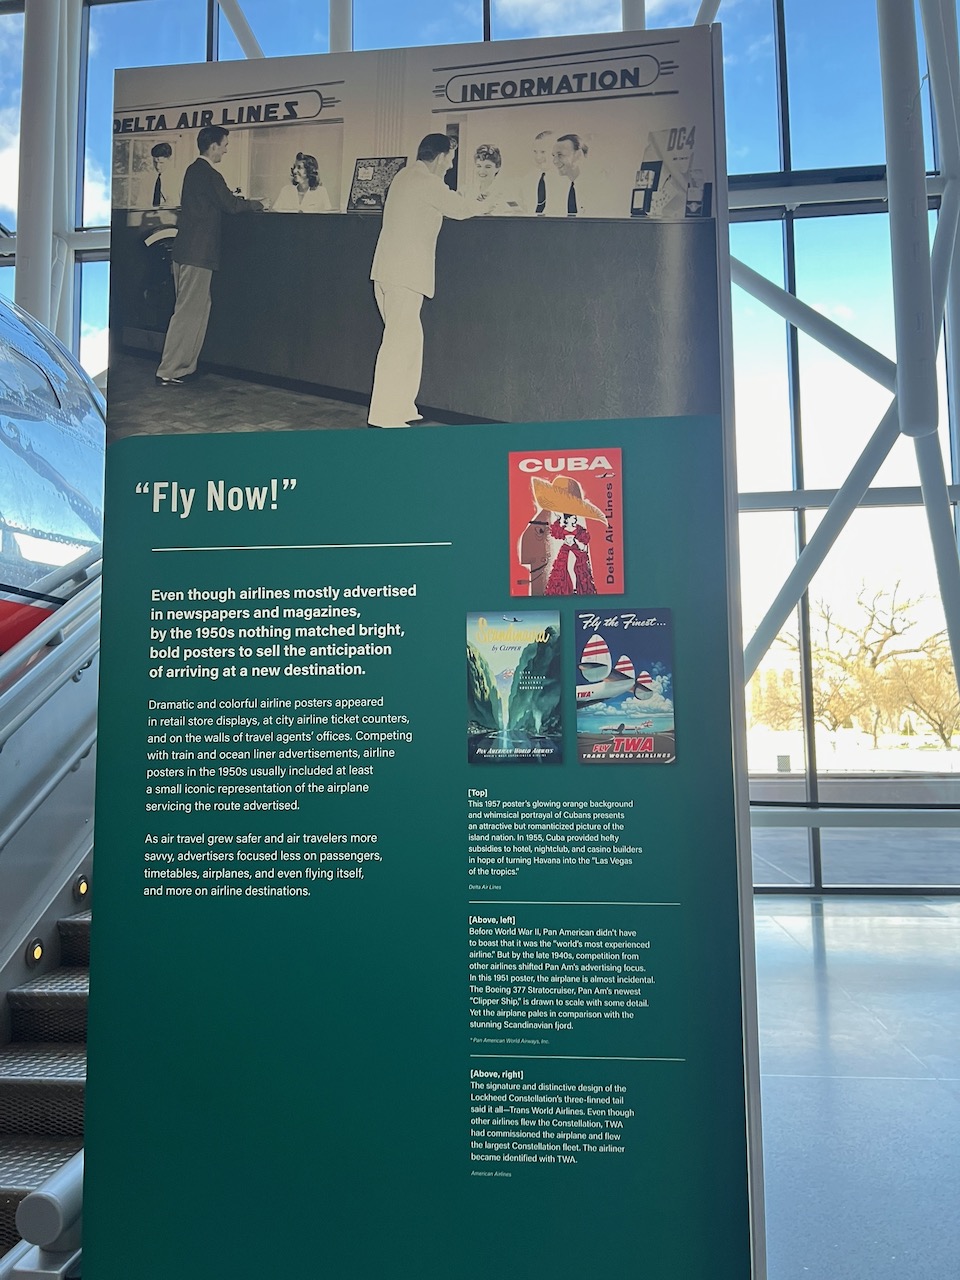 DELTA AIR LINES
INFORMATION
DC4
"Fly Now!"
Even though airlines mostly advertised
in newspapers and magazines,
by the 1950s nothing matched bright,
bold posters to sell the anticipation
of arriving at a new destination.
Dramatic and colorful airline posters appeared
in retail store displays, at city airline ticket counters,
and on the walls of travel agents' offices. Competing
with train and ocean liner advertisements, airline
posters in the 1950s usually included at least
a small iconic representation of the airplane
servicing the route advertised.
As air travel grew safer and air travelers more
savvy, advertisers focused less on passengers,
timetables, airplanes, and even flying itself,
and more on airline destinations.
CUBA
Delta Air Lines
by CLIPPER
PAN AMERICAN WORLD AIRWAYS
Fly the Finest...
TWA
FLY TWA
TRANS WORLD AIRLINES
[Top]
This 1957 poster's glowing orange background
and whimsical portrayal of Cubans presents
an attractive but romanticized picture of the
island nation. In 1955, Cuba provided hefty
subsidies to hotel, nightclub, and casino builders
in hope of turning Havana into the "Las Vegas
of the tropics."
Delta Air Lines
[Above, left]
Before World War II, Pan American didn't have
to boast that it was the "world's most experienced
airline." But by the late 1940s, competition from
other airlines shifted Pan Am's advertising focus.
In this 1951 poster, the airplane is almost incidental.
The Boeing 377 Stratocruiser, Pan Am's newest
"Clipper Ship," is drawn to scale with some detail.
Yet the airplane pales in comparison with the
stunning Scandinavian fjord.
* Pan American World Airways, Inc.
[Above, right]
The signature and distinctive design of the
Lockheed Constellation's three-finned tail
said it all—Trans World Airlines. Even though
other airlines flew the Constellation, TWA
had commissioned the airplane and flew
the largest Constellation fleet. The airliner
became identified with TWA.
American Airlines